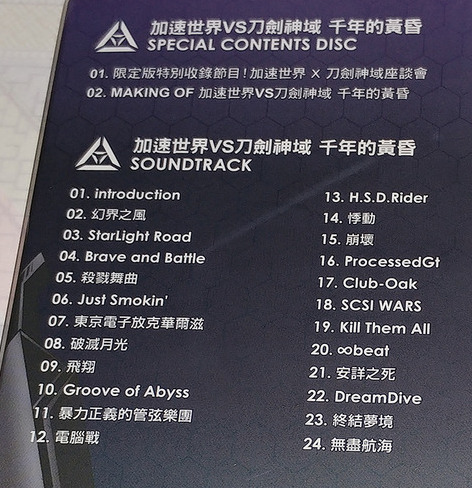 加速世界VS刀劍神域 千年的黃昏
SPECIAL CONTENTS DISC
01. 限定版特別收錄節目!加速世界 X 刀劍神域座談會
02. MAKING OF 加速世界VS刀劍神域 千年的黃昏
加速世界VS刀劍神域 千年的黃昏
SOUNDTRACK
01. introduction
02. 幻界之風
03. StarLight Road
04. Brave and Battle
05. 殺戮舞曲
06. Just Smokin'
07. 東京電子放克華爾滋
08. 破滅月光
09. 飛翔
10. Groove of Abyss
11. 暴力正義的管弦樂團
12. 電腦戰
13. H.S.D.Rider
14. 悸動
15. 崩壞
16. ProcessedGt
17. Club-Oak
18. SCSI WARS
19. Kill Them All
20. ∞beat
21. 安詳之死
22. DreamDive
23. 終結夢境
24. 無盡航海